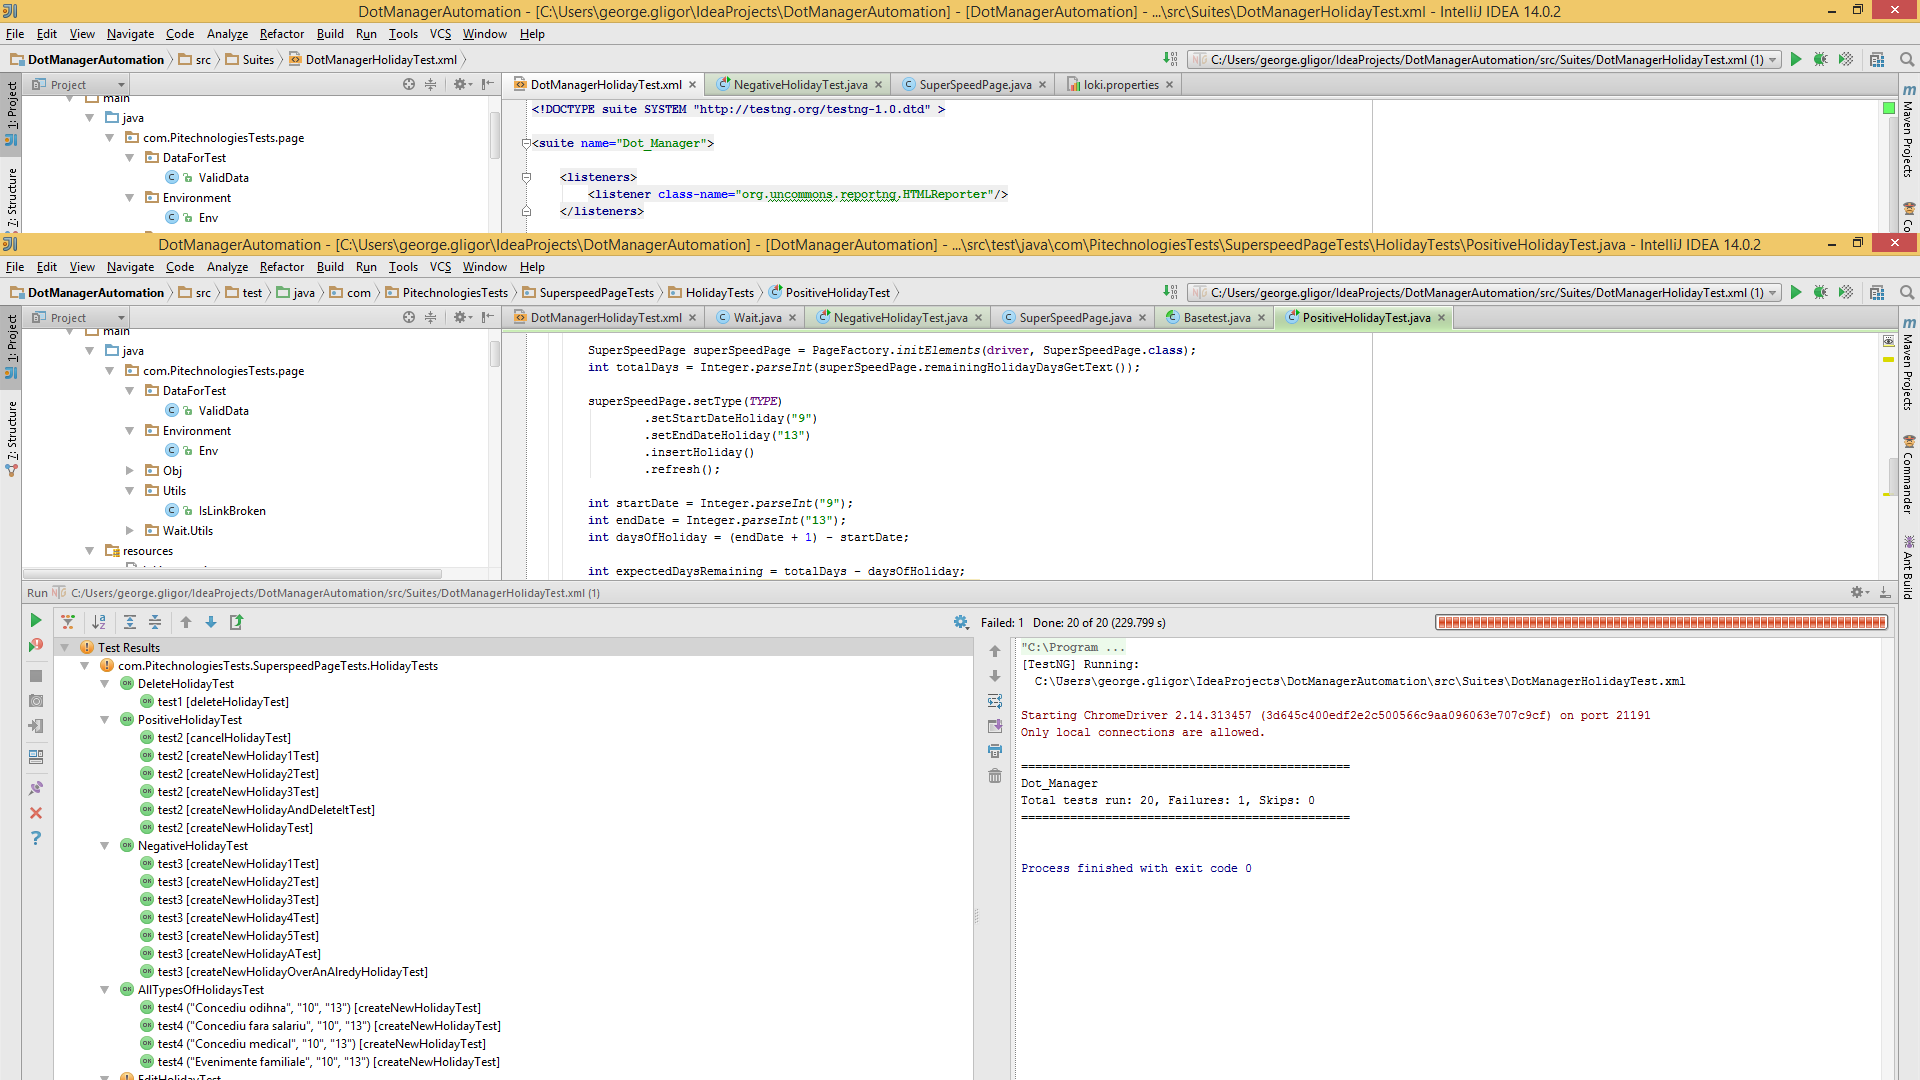 DotManagerAutomation - [C:\Users\george.gligor\IdeaProjects\DotManagerAutomation] - [DotManagerAutomation] - ...\src\Suites\DotManagerHolidayTest.xml - IntelliJ IDEA 14.0.2
File Edit View Navigate Code Analyze Refactor Build Run Tools VCS Window Help
DotManagerAutomation src Suites DotManagerHolidayTest.xml C:/Users/george.gligor/IdeaProjects/DotManagerAutomation/src/Suites/DotManagerHolidayTest.xml (1)
Project DotManagerHolidayTest.xml NegativeHolidayTest.java SuperSpeedPage.java loki.properties
1: Project
7: Structure
main
java
com.PitechnologiesTests.page
DataForTest
ValidData
Environment
Env
<!DOCTYPE suite SYSTEM "http://testng.org/testng-1.0.dtd" >
<suite name="Dot_Manager">
<listeners>
<listener class-name="org.uncommons.reportng.HTMLReporter"/>
</listeners>
Maven Projects
Co
DotManagerAutomation - [C:\Users\george.gligor\IdeaProjects\DotManagerAutomation] - [DotManagerAutomation] - ...\src\test\java\com\PitechnologiesTests\SuperspeedPageTests\HolidayTests\PositiveHolidayTest.java - IntelliJ IDEA 14.0.2
File Edit View Navigate Code Analyze Refactor Build Run Tools VCS Window Help
DotManagerAutomation src test java com PitechnologiesTests SuperspeedPageTests HolidayTests PositiveHolidayTest C:/Users/george.gligor/IdeaProjects/DotManagerAutomation/src/Suites/DotManagerHolidayTest.xml (1)
Project DotManagerHolidayTest.xml Wait.java NegativeHolidayTest.java SuperSpeedPage.java Basetest.java PositiveHolidayTest.java
1: Project
7: Structure
main
java
com.PitechnologiesTests.page
DataForTest
ValidData
Environment
Env
Obj
Utils
IsLinkBroken
Wait.Utils
resources
SuperSpeedPage superSpeedPage = PageFactory.initElements(driver, SuperSpeedPage.class);
int totalDays = Integer.parseInt(superSpeedPage.remainingHolidayDaysGetText());
superSpeedPage.setType(TYPE)
.setStartDateHoliday("9")
.setEndDateHoliday("13")
.insertHoliday()
.refresh();
int startDate = Integer.parseInt("9");
int endDate = Integer.parseInt("13");
int daysOfHoliday = (endDate + 1) - startDate;
int expectedDaysRemaining = totalDays - daysOfHoliday;
Maven Projects
Commander
Ant Build
Run C:/Users/george.gligor/IdeaProjects/DotManagerAutomation/src/Suites/DotManagerHolidayTest.xml (1)
Failed: 1 Done: 20 of 20 (229.799 s)
Test Results
com.PitechnologiesTests.SuperspeedPageTests.HolidayTests
DeleteHolidayTest
test1 [deleteHolidayTest]
PositiveHolidayTest
test2 [cancelHolidayTest]
test2 [createNewHoliday1Test]
test2 [createNewHoliday2Test]
test2 [createNewHoliday3Test]
test2 [createNewHolidayAndDeleteItTest]
test2 [createNewHolidayTest]
NegativeHolidayTest
test3 [createNewHoliday1Test]
test3 [createNewHoliday2Test]
test3 [createNewHoliday3Test]
test3 [createNewHoliday4Test]
test3 [createNewHoliday5Test]
test3 [createNewHolidayATest]
test3 [createNewHolidayOverAnAlredyHolidayTest]
AllTypesOfHolidaysTest
test4 ("Concediu odihna", "10", "13") [createNewHolidayTest]
test4 ("Concediu fara salariu", "10", "13") [createNewHolidayTest]
test4 ("Concediu medical", "10", "13") [createNewHolidayTest]
test4 ("Evenimente familiale", "10", "13") [createNewHolidayTest]
EditHolidayTest
"C:\Program ...
[TestNG] Running:
C:\Users\george.gligor\IdeaProjects\DotManagerAutomation\src\Suites\DotManagerHolidayTest.xml
Starting ChromeDriver 2.14.313457 (3d645c400edf2e2c500566c9aa096063e707c9cf) on port 21191
Only local connections are allowed.
===============================================
Dot_Manager
Total tests run: 20, Failures: 1, Skips: 0
===============================================
Process finished with exit code 0